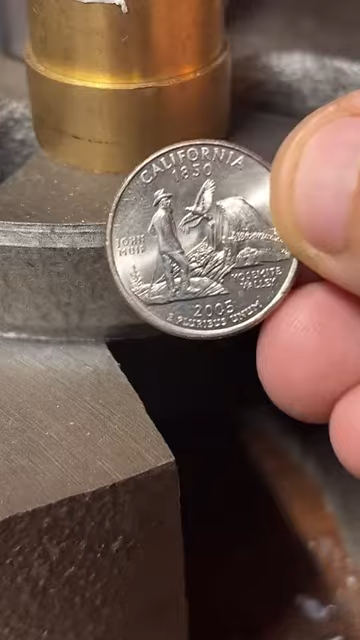 CALIFORNIA
1850
JOHN
MUIR
YOSEMITE
VALLEY
2005
E PLURIBUS UNUM